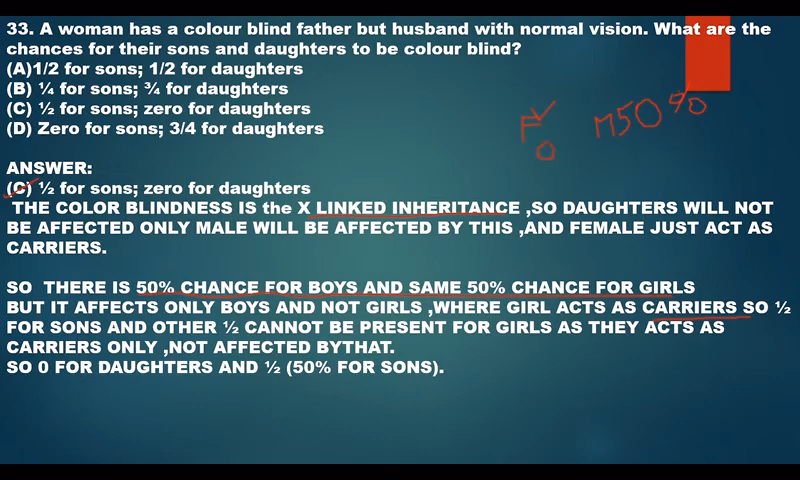 33. A woman has a colour blind father but husband with normal vision. What are the
chances for their sons and daughters to be colour blind?
(A)1/2 for sons; 1/2 for daughters
(B) ¼ for sons; ¾ for daughters
(C) ½ for sons; zero for daughters
(D) Zero for sons; 3/4 for daughters
F M50%
0
ANSWER:
(C) ½ for sons; zero for daughters
THE COLOR BLINDNESS IS the X LINKED INHERITANCE ,SO DAUGHTERS WILL NOT
BE AFFECTED ONLY MALE WILL BE AFFECTED BY THIS ,AND FEMALE JUST ACT AS
CARRIERS.
SO THERE IS 50% CHANCE FOR BOYS AND SAME 50% CHANCE FOR GIRLS
BUT IT AFFECTS ONLY BOYS AND NOT GIRLS ,WHERE GIRL ACTS AS CARRIERS SO ½
FOR SONS AND OTHER ½ CANNOT BE PRESENT FOR GIRLS AS THEY ACTS AS
CARRIERS ONLY ,NOT AFFECTED BYTHAT.
SO 0 FOR DAUGHTERS AND ½ (50% FOR SONS).